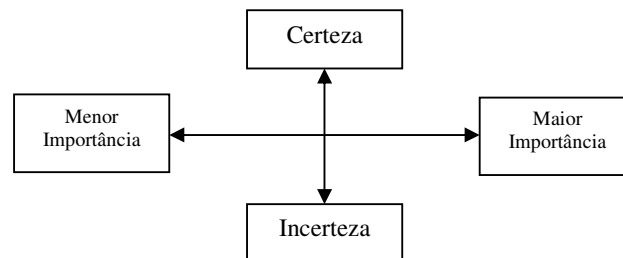 Certeza
Menor
Importância
Maior
Importância
Incerteza